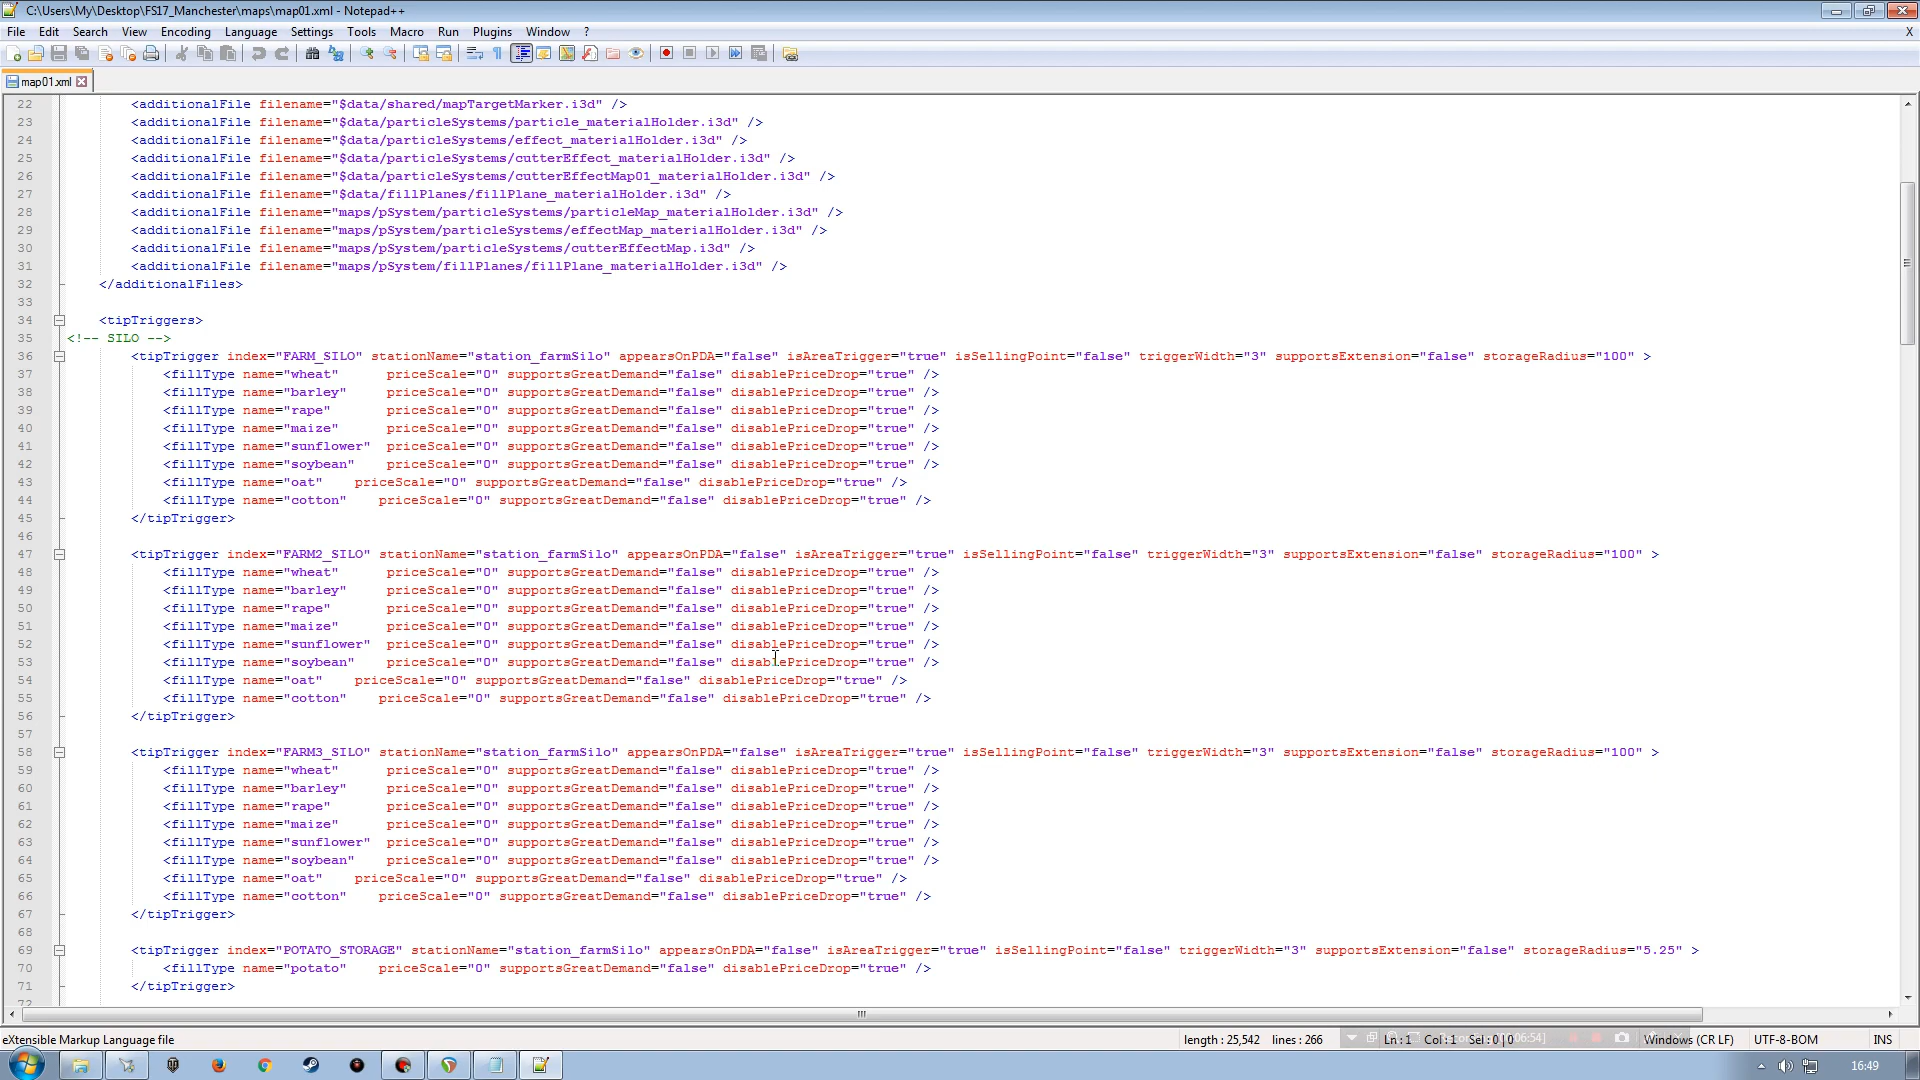 C:\Users\My\Desktop\FS17_Manchester\maps\map01.xml - Notepad++
File Edit Search View Encoding Language Settings Tools Macro Run Plugins Window ?
X
map01.xml
22 <additionalFile filename="$data/shared/mapTargetMarker.i3d" />
23 <additionalFile filename="$data/particleSystems/particle_materialHolder.i3d" />
24 <additionalFile filename="$data/particleSystems/effect_materialHolder.i3d" />
25 <additionalFile filename="$data/particleSystems/cutterEffect_materialHolder.i3d" />
26 <additionalFile filename="$data/particleSystems/cutterEffectMap01_materialHolder.i3d" />
27 <additionalFile filename="$data/fillPlanes/fillPlane_materialHolder.i3d" />
28 <additionalFile filename="maps/pSystem/particleSystems/particleMap_materialHolder.i3d" />
29 <additionalFile filename="maps/pSystem/particleSystems/effectMap_materialHolder.i3d" />
30 <additionalFile filename="maps/pSystem/particleSystems/cutterEffectMap.i3d" />
31 <additionalFile filename="maps/pSystem/fillPlanes/fillPlane_materialHolder.i3d" />
32 </additionalFiles>
33
34 <tipTriggers>
35 <!-- SILO -->
36 <tipTrigger index="FARM_SILO" stationName="station_farmSilo" appearsOnPDA="false" isAreaTrigger="true" isSellingPoint="false" triggerWidth="3" supportsExtension="false" storageRadius="100" >
37 <fillType name="wheat" priceScale="0" supportsGreatDemand="false" disablePriceDrop="true" />
38 <fillType name="barley" priceScale="0" supportsGreatDemand="false" disablePriceDrop="true" />
39 <fillType name="rape" priceScale="0" supportsGreatDemand="false" disablePriceDrop="true" />
40 <fillType name="maize" priceScale="0" supportsGreatDemand="false" disablePriceDrop="true" />
41 <fillType name="sunflower" priceScale="0" supportsGreatDemand="false" disablePriceDrop="true" />
42 <fillType name="soybean" priceScale="0" supportsGreatDemand="false" disablePriceDrop="true" />
43 <fillType name="oat" priceScale="0" supportsGreatDemand="false" disablePriceDrop="true" />
44 <fillType name="cotton" priceScale="0" supportsGreatDemand="false" disablePriceDrop="true" />
45 </tipTrigger>
46
47 <tipTrigger index="FARM2_SILO" stationName="station_farmSilo" appearsOnPDA="false" isAreaTrigger="true" isSellingPoint="false" triggerWidth="3" supportsExtension="false" storageRadius="100" >
48 <fillType name="wheat" priceScale="0" supportsGreatDemand="false" disablePriceDrop="true" />
49 <fillType name="barley" priceScale="0" supportsGreatDemand="false" disablePriceDrop="true" />
50 <fillType name="rape" priceScale="0" supportsGreatDemand="false" disablePriceDrop="true" />
51 <fillType name="maize" priceScale="0" supportsGreatDemand="false" disablePriceDrop="true" />
52 <fillType name="sunflower" priceScale="0" supportsGreatDemand="false" disablePriceDrop="true" />
53 <fillType name="soybean" priceScale="0" supportsGreatDemand="false" disablePriceDrop="true" />
54 <fillType name="oat" priceScale="0" supportsGreatDemand="false" disablePriceDrop="true" />
55 <fillType name="cotton" priceScale="0" supportsGreatDemand="false" disablePriceDrop="true" />
56 </tipTrigger>
57
58 <tipTrigger index="FARM3_SILO" stationName="station_farmSilo" appearsOnPDA="false" isAreaTrigger="true" isSellingPoint="false" triggerWidth="3" supportsExtension="false" storageRadius="100" >
59 <fillType name="wheat" priceScale="0" supportsGreatDemand="false" disablePriceDrop="true" />
60 <fillType name="barley" priceScale="0" supportsGreatDemand="false" disablePriceDrop="true" />
61 <fillType name="rape" priceScale="0" supportsGreatDemand="false" disablePriceDrop="true" />
62 <fillType name="maize" priceScale="0" supportsGreatDemand="false" disablePriceDrop="true" />
63 <fillType name="sunflower" priceScale="0" supportsGreatDemand="false" disablePriceDrop="true" />
64 <fillType name="soybean" priceScale="0" supportsGreatDemand="false" disablePriceDrop="true" />
65 <fillType name="oat" priceScale="0" supportsGreatDemand="false" disablePriceDrop="true" />
66 <fillType name="cotton" priceScale="0" supportsGreatDemand="false" disablePriceDrop="true" />
67 </tipTrigger>
68
69 <tipTrigger index="POTATO_STORAGE" stationName="station_farmSilo" appearsOnPDA="false" isAreaTrigger="true" isSellingPoint="false" triggerWidth="3" supportsExtension="false" storageRadius="5.25" >
70 <fillType name="potato" priceScale="0" supportsGreatDemand="false" disablePriceDrop="true" />
71 </tipTrigger>
72
eXtensible Markup Language file length : 25,542 lines : 266 Ln : 1 Col : 1 Sel : 0 | 0 Windows (CR LF) UTF-8-BOM INS
16:49